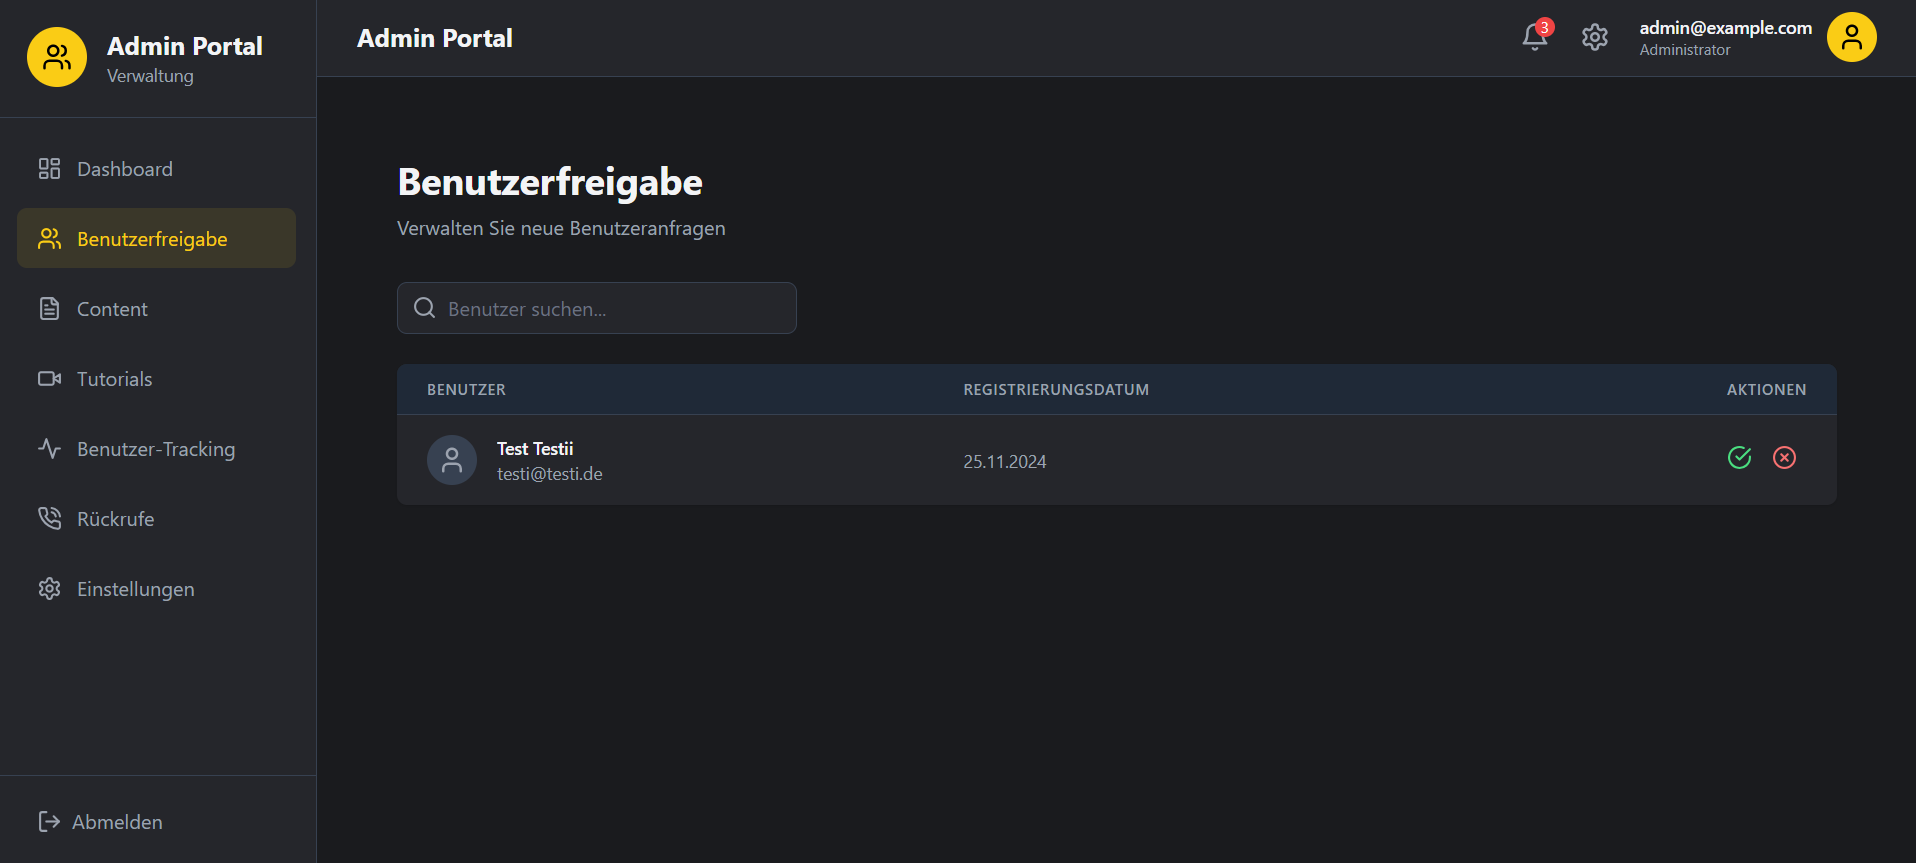 Admin Portal
Verwaltung
Dashboard
Benutzerfreigabe
Content
Tutorials
Benutzer-Tracking
Rückrufe
Einstellungen
Abmelden
Admin Portal
3
admin@example.com
Administrator
Benutzerfreigabe
Verwalten Sie neue Benutzeranfragen
Benutzer suchen...
BENUTZER REGISTRIERUNGSDATUM AKTIONEN
Test Testii
testi@testi.de
25.11.2024